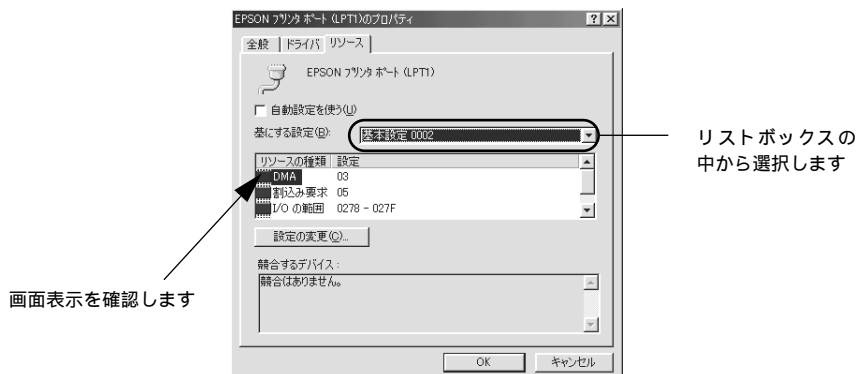 EPSON プリンタ ポート (LPT1)のプロパティ
全般 ドライバ リソース
EPSON プリンタ ポート (LPT1)
自動設定を使う(U)
基にする設定(B): 基本設定 0002
リソースの種類 設定
DMA 03
割込み要求 05
I/O の範囲 0278 - 027F
設定の変更(C)...
競合するデバイス:
競合はありません。
OK キャンセル
リストボックスの
中から選択します
画面表示を確認します